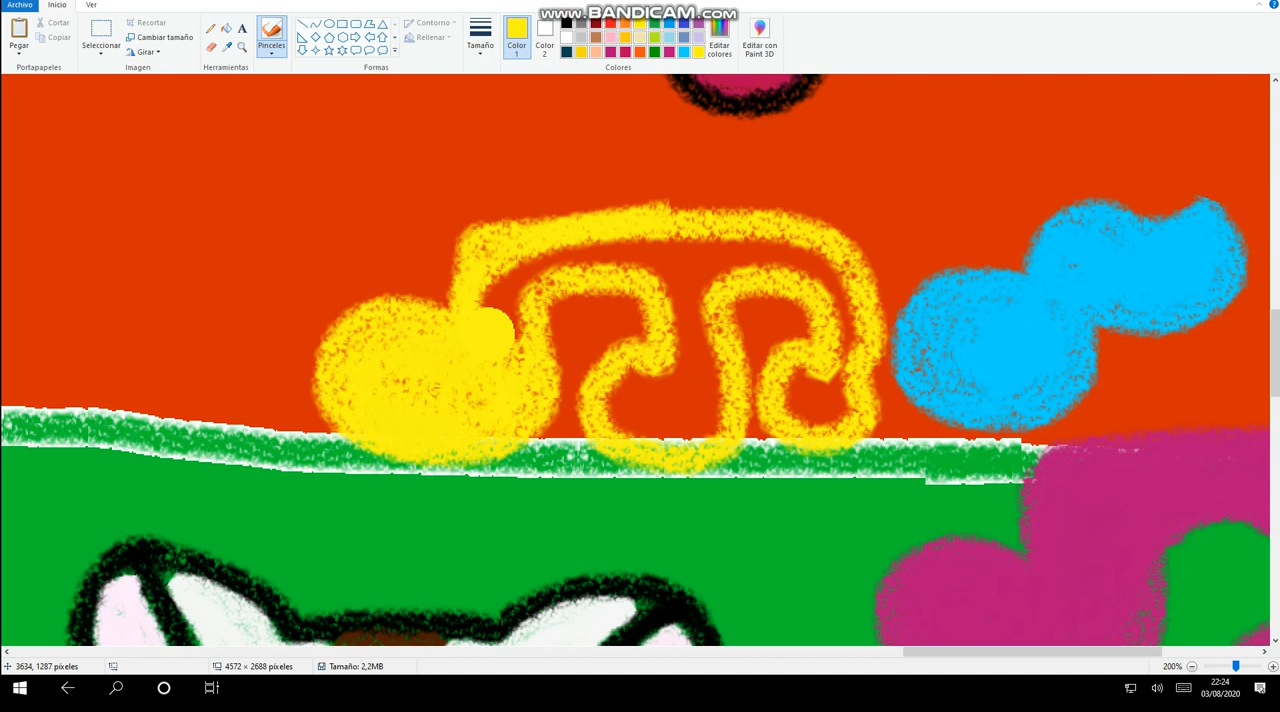 Archivo Inicio Ver
www.BANDICAM.com
Pegar
Cortar
Copiar
Portapapeles
Seleccionar
Recortar
Cambiar tamaño
Girar
Imagen
Herramientas
Pinceles
Contorno
Rellenar
Formas
Tamaño
Color
1
Color
2
Editar
colores
Editar con
Paint 3D
Colores
3634, 1287 píxeles
4572 × 2688 píxeles
Tamaño: 2,2MB
200%
22:24
03/08/2020